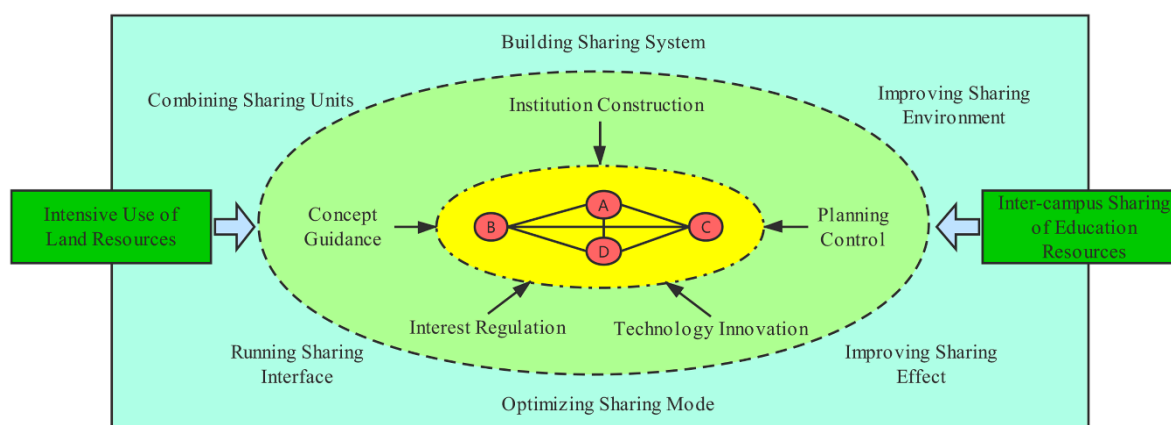 Building Sharing System
Combining Sharing Units
Improving Sharing
Environment
Institution Construction
Intensive Use of
Land Resources
Concept
Guidance
A
B
C
D
Planning
Control
Inter-campus Sharing
of Education
Resources
Interest Regulation
Technology Innovation
Running Sharing
Interface
Improving Sharing
Effect
Optimizing Sharing Mode